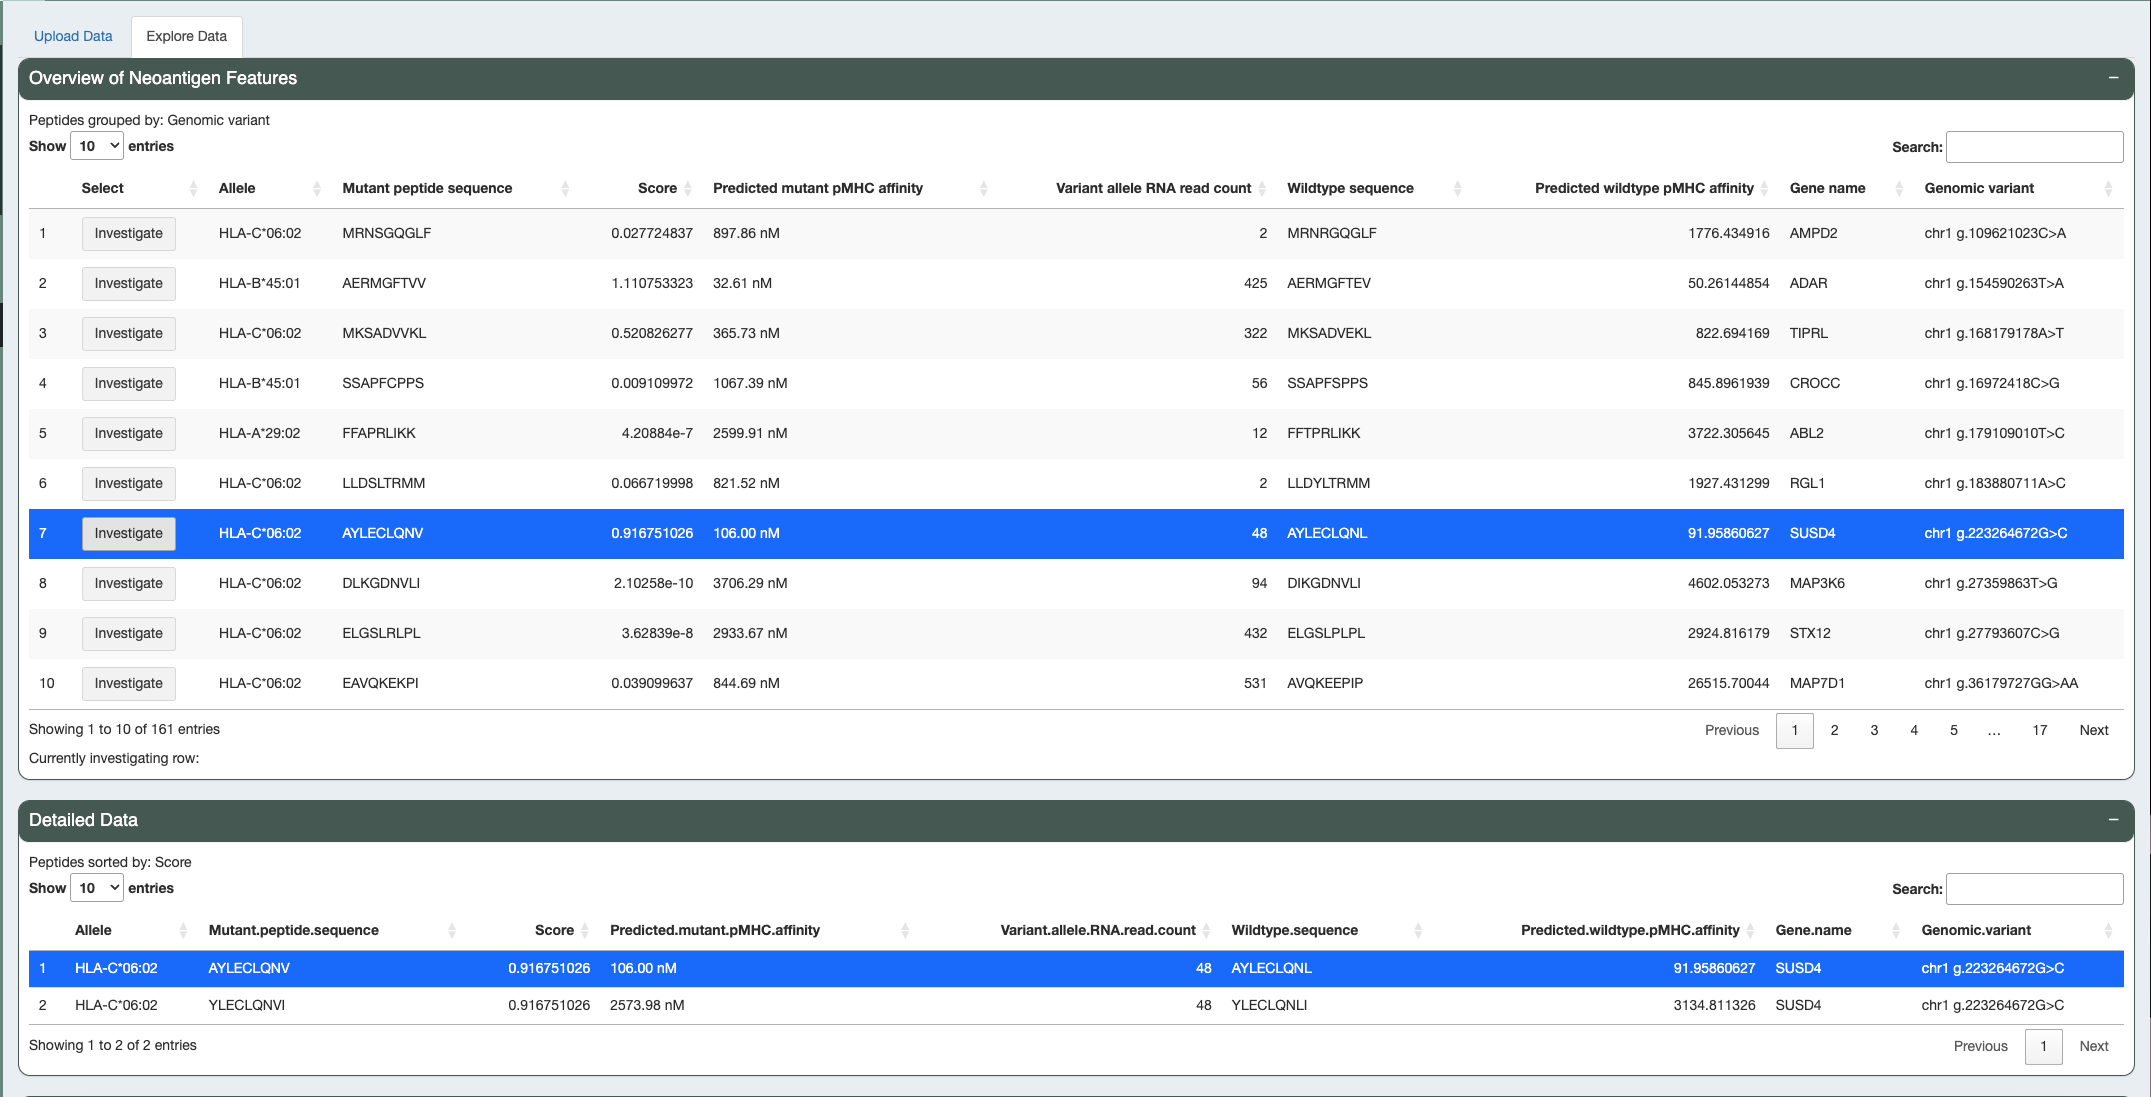 Upload Data Explore Data
Overview of Neoantigen Features −
Peptides grouped by: Genomic variant
Show 10 entries Search:
Select Allele Mutant peptide sequence Score Predicted mutant pMHC affinity Variant allele RNA read count Wildtype sequence Predicted wildtype pMHC affinity Gene name Genomic variant
1 Investigate HLA-C*06:02 MRNSGQGLF 0.027724837 897.86 nM 2 MRNRGQGLF 1776.434916 AMPD2 chr1 g.109621023C>A
2 Investigate HLA-B*45:01 AERMGFTVV 1.110753323 32.61 nM 425 AERMGFTEV 50.26144854 ADAR chr1 g.154590263T>A
3 Investigate HLA-C*06:02 MKSADVVKL 0.520826277 365.73 nM 322 MKSADVEKL 822.694169 TIPRL chr1 g.168179178A>T
4 Investigate HLA-B*45:01 SSAPFCPPS 0.009109972 1067.39 nM 56 SSAPFSPPS 845.8961939 CROCC chr1 g.16972418C>G
5 Investigate HLA-A*29:02 FFAPRLIKK 4.20884e-7 2599.91 nM 12 FFTPRLIKK 3722.305645 ABL2 chr1 g.179109010T>C
6 Investigate HLA-C*06:02 LLDSLTRMM 0.066719998 821.52 nM 2 LLDYLTRMM 1927.431299 RGL1 chr1 g.183880711A>C
7 Investigate HLA-C*06:02 AYLECLQNV 0.916751026 106.00 nM 48 AYLECLQNL 91.95860627 SUSD4 chr1 g.223264672G>C
8 Investigate HLA-C*06:02 DLKGDNVLI 2.10258e-10 3706.29 nM 94 DIKGDNVLI 4602.053273 MAP3K6 chr1 g.27359863T>G
9 Investigate HLA-C*06:02 ELGSLRLPL 3.62839e-8 2933.67 nM 432 ELGSLPLPL 2924.816179 STX12 chr1 g.27793607C>G
10 Investigate HLA-C*06:02 EAVQKEKPI 0.039099637 844.69 nM 531 AVQKEEPIP 26515.70044 MAP7D1 chr1 g.36179727GG>AA
Showing 1 to 10 of 161 entries Previous 1 2 3 4 5 … 17 Next
Currently investigating row:
Detailed Data −
Peptides sorted by: Score
Show 10 entries Search:
Allele Mutant.peptide.sequence Score Predicted.mutant.pMHC.affinity Variant.allele.RNA.read.count Wildtype.sequence Predicted.wildtype.pMHC.affinity Gene.name Genomic.variant
1 HLA-C*06:02 AYLECLQNV 0.916751026 106.00 nM 48 AYLECLQNL 91.95860627 SUSD4 chr1 g.223264672G>C
2 HLA-C*06:02 YLECLQNVI 0.916751026 2573.98 nM 48 YLECLQNLI 3134.811326 SUSD4 chr1 g.223264672G>C
Showing 1 to 2 of 2 entries Previous 1 Next